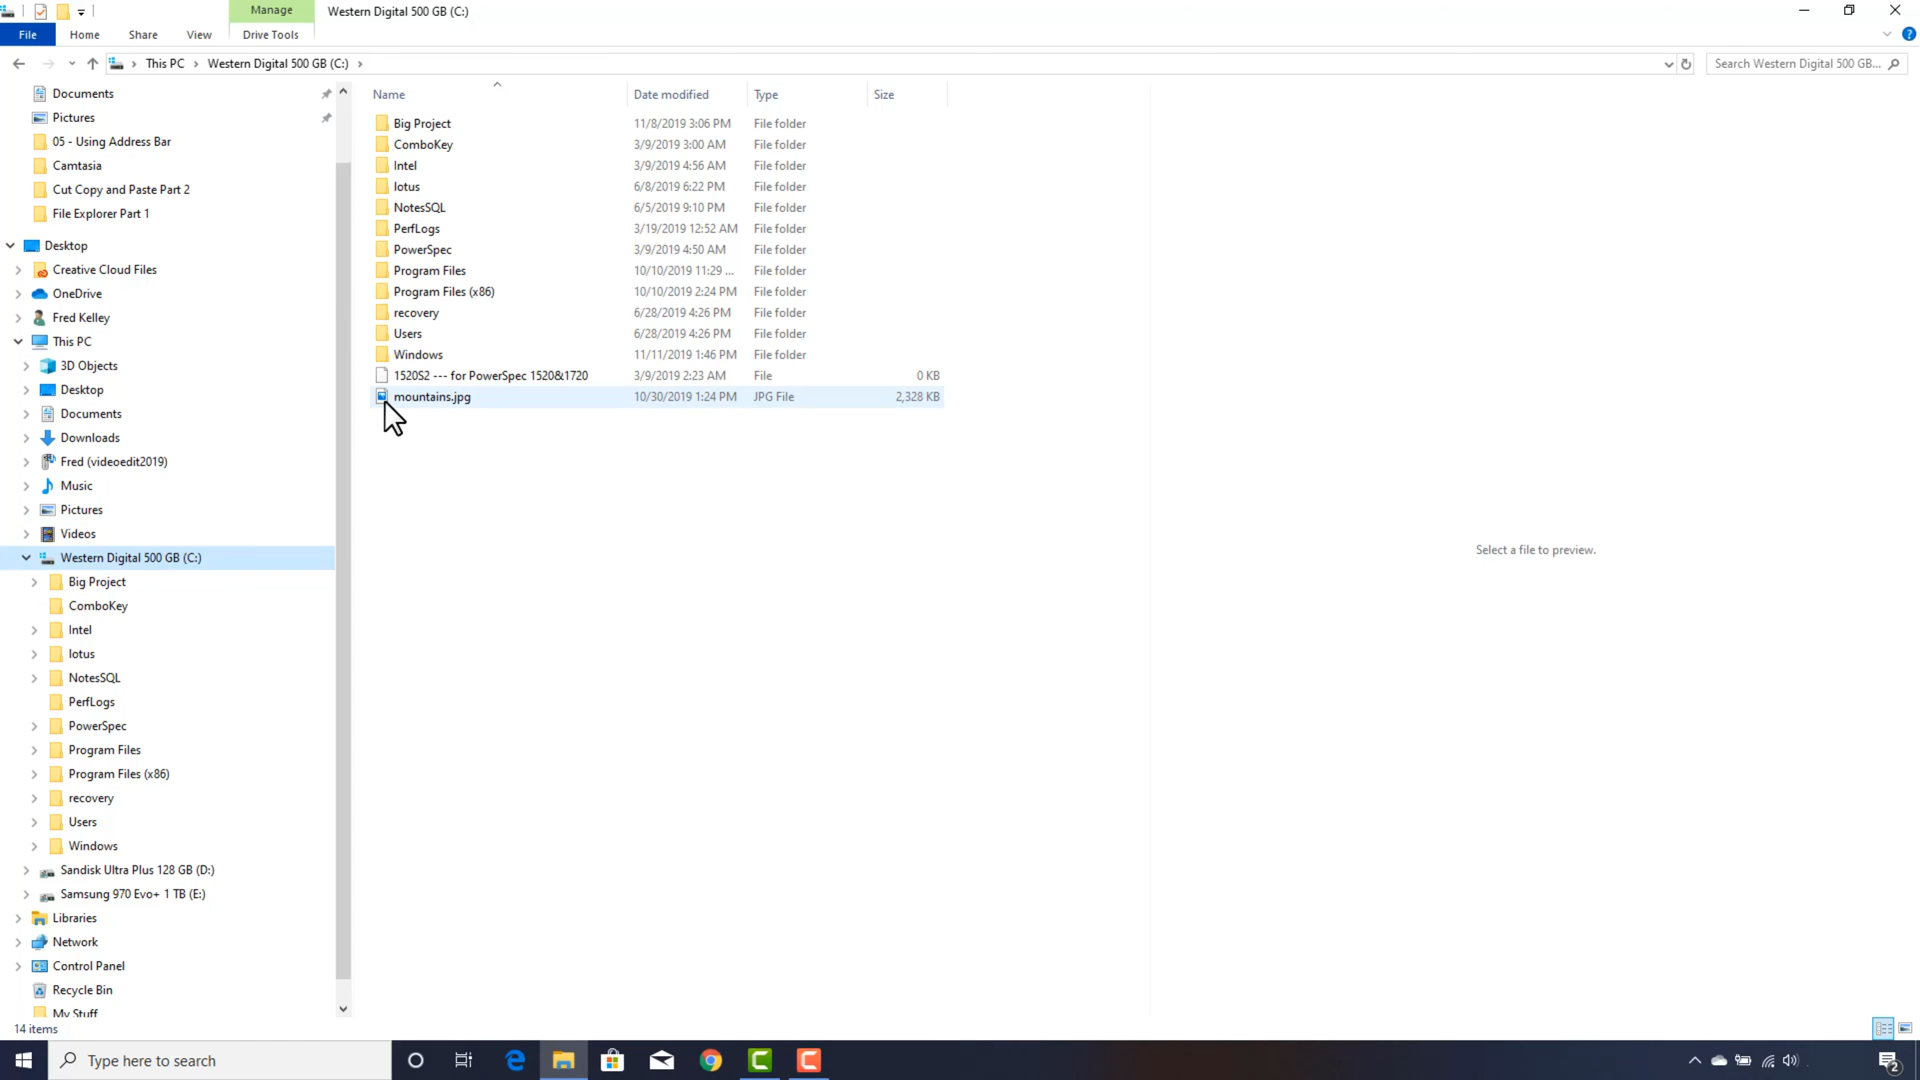 Manage
Western Digital 500 GB (C:)
File
Home
Share
View
Drive Tools
This PC
Western Digital 500 GB (C:)
Search Western Digital 500 GB...
Documents
Pictures
05 - Using Address Bar
Camtasia
Cut Copy and Paste Part 2
File Explorer Part 1
Desktop
Creative Cloud Files
OneDrive
Fred Kelley
This PC
3D Objects
Desktop
Documents
Downloads
Fred (videoedit2019)
Music
Pictures
Videos
Western Digital 500 GB (C:)
Big Project
ComboKey
Intel
lotus
NotesSQL
PerfLogs
PowerSpec
Program Files
Program Files (x86)
recovery
Users
Windows
Sandisk Ultra Plus 128 GB (D:)
Samsung 970 Evo+ 1 TB (E:)
Libraries
Network
Control Panel
Recycle Bin
My Stuff
Name Date modified Type Size
Big Project 11/8/2019 3:06 PM File folder
ComboKey 3/9/2019 3:00 AM File folder
Intel 3/9/2019 4:56 AM File folder
lotus 6/8/2019 6:22 PM File folder
NotesSQL 6/5/2019 9:10 PM File folder
PerfLogs 3/19/2019 12:52 AM File folder
PowerSpec 3/9/2019 4:50 AM File folder
Program Files 10/10/2019 11:29 ... File folder
Program Files (x86) 10/10/2019 2:24 PM File folder
recovery 6/28/2019 4:26 PM File folder
Users 6/28/2019 4:26 PM File folder
Windows 11/11/2019 1:46 PM File folder
1520S2 --- for PowerSpec 1520&1720 3/9/2019 2:23 AM File 0 KB
mountains.jpg 10/30/2019 1:24 PM JPG File 2,328 KB
Select a file to preview.
14 items
Type here to search
2